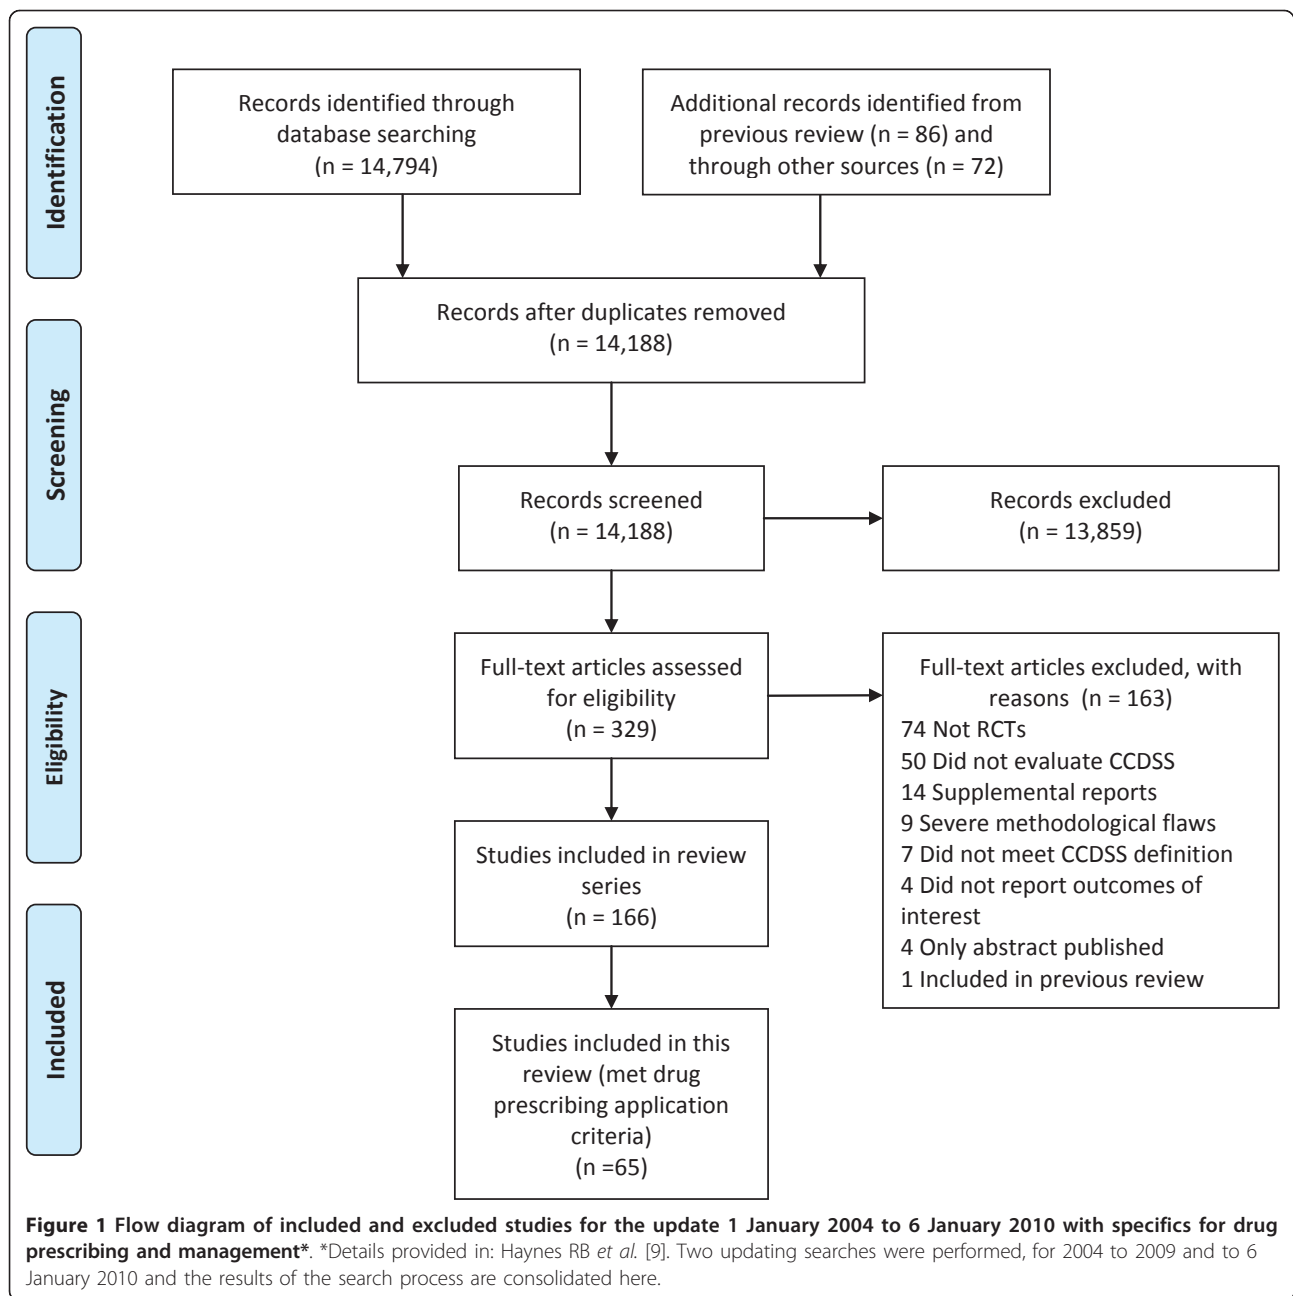 Identification
Records identified through
database searching
(n = 14,794)
Additional records identified from
previous review (n = 86) and
through other sources (n = 72)
Records after duplicates removed
(n = 14,188)
Screening
Records screened
(n = 14,188)
Records excluded
(n = 13,859)
Eligibility
Full-text articles assessed
for eligibility
(n = 329)
Full-text articles excluded, with
reasons (n = 163)
74 Not RCTs
50 Did not evaluate CCDSS
14 Supplemental reports
9 Severe methodological flaws
7 Did not meet CCDSS definition
4 Did not report outcomes of
interest
4 Only abstract published
1 Included in previous review
Studies included in review
series
(n = 166)
Included
Studies included in this
review (met drug
prescribing application
criteria)
(n =65)
Figure 1 Flow diagram of included and excluded studies for the update 1 January 2004 to 6 January 2010 with specifics for drug
prescribing and management*. *Details provided in: Haynes RB et al. [9]. Two updating searches were performed, for 2004 to 2009 and to 6
January 2010 and the results of the search process are consolidated here.